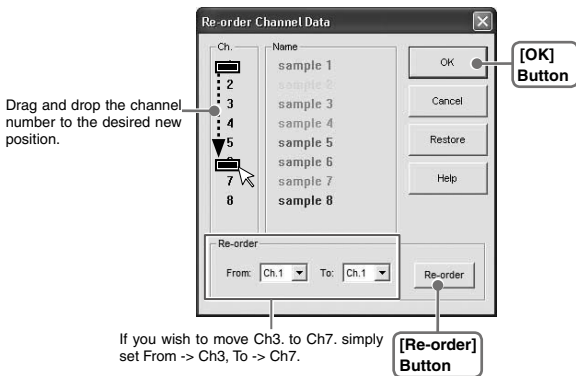 Re-order Channel Data
Ch. Name
sample 1
2 sample 2
3 sample 3
4 sample 4
5 sample 5
sample 6
7 sample 7
8 sample 8
OK
Cancel
Restore
Help
[OK]
Button
Drag and drop the channel
number to the desired new
position.
Re-order
From: Ch.1 To: Ch.1
Re-order
If you wish to move Ch3. to Ch7. simply
set From -> Ch3, To -> Ch7.
[Re-order]
Button